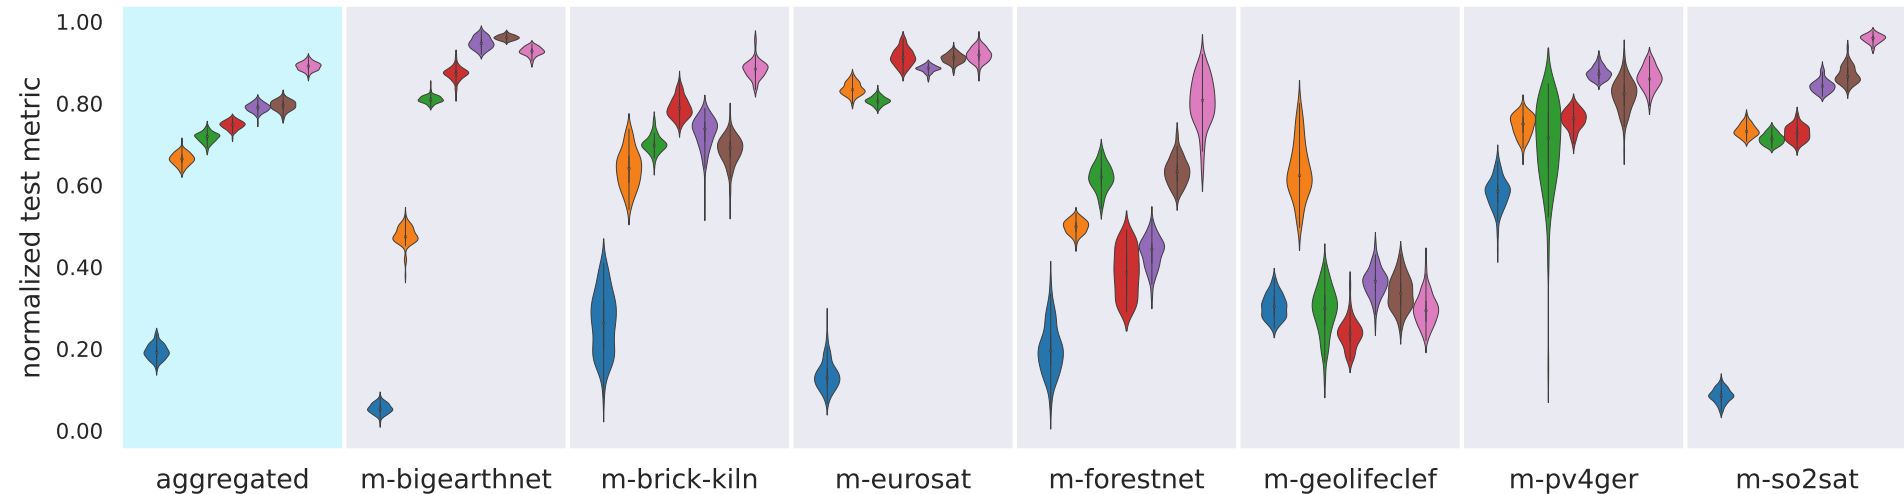 normalized test metric
1.00
0.80
0.60
0.40
0.20
0.00
aggregated
m-bigearthnet
m-brick-kiln
m-eurosat
m-forestnet
m-geolifeclef
m-pv4ger
m-so2sat